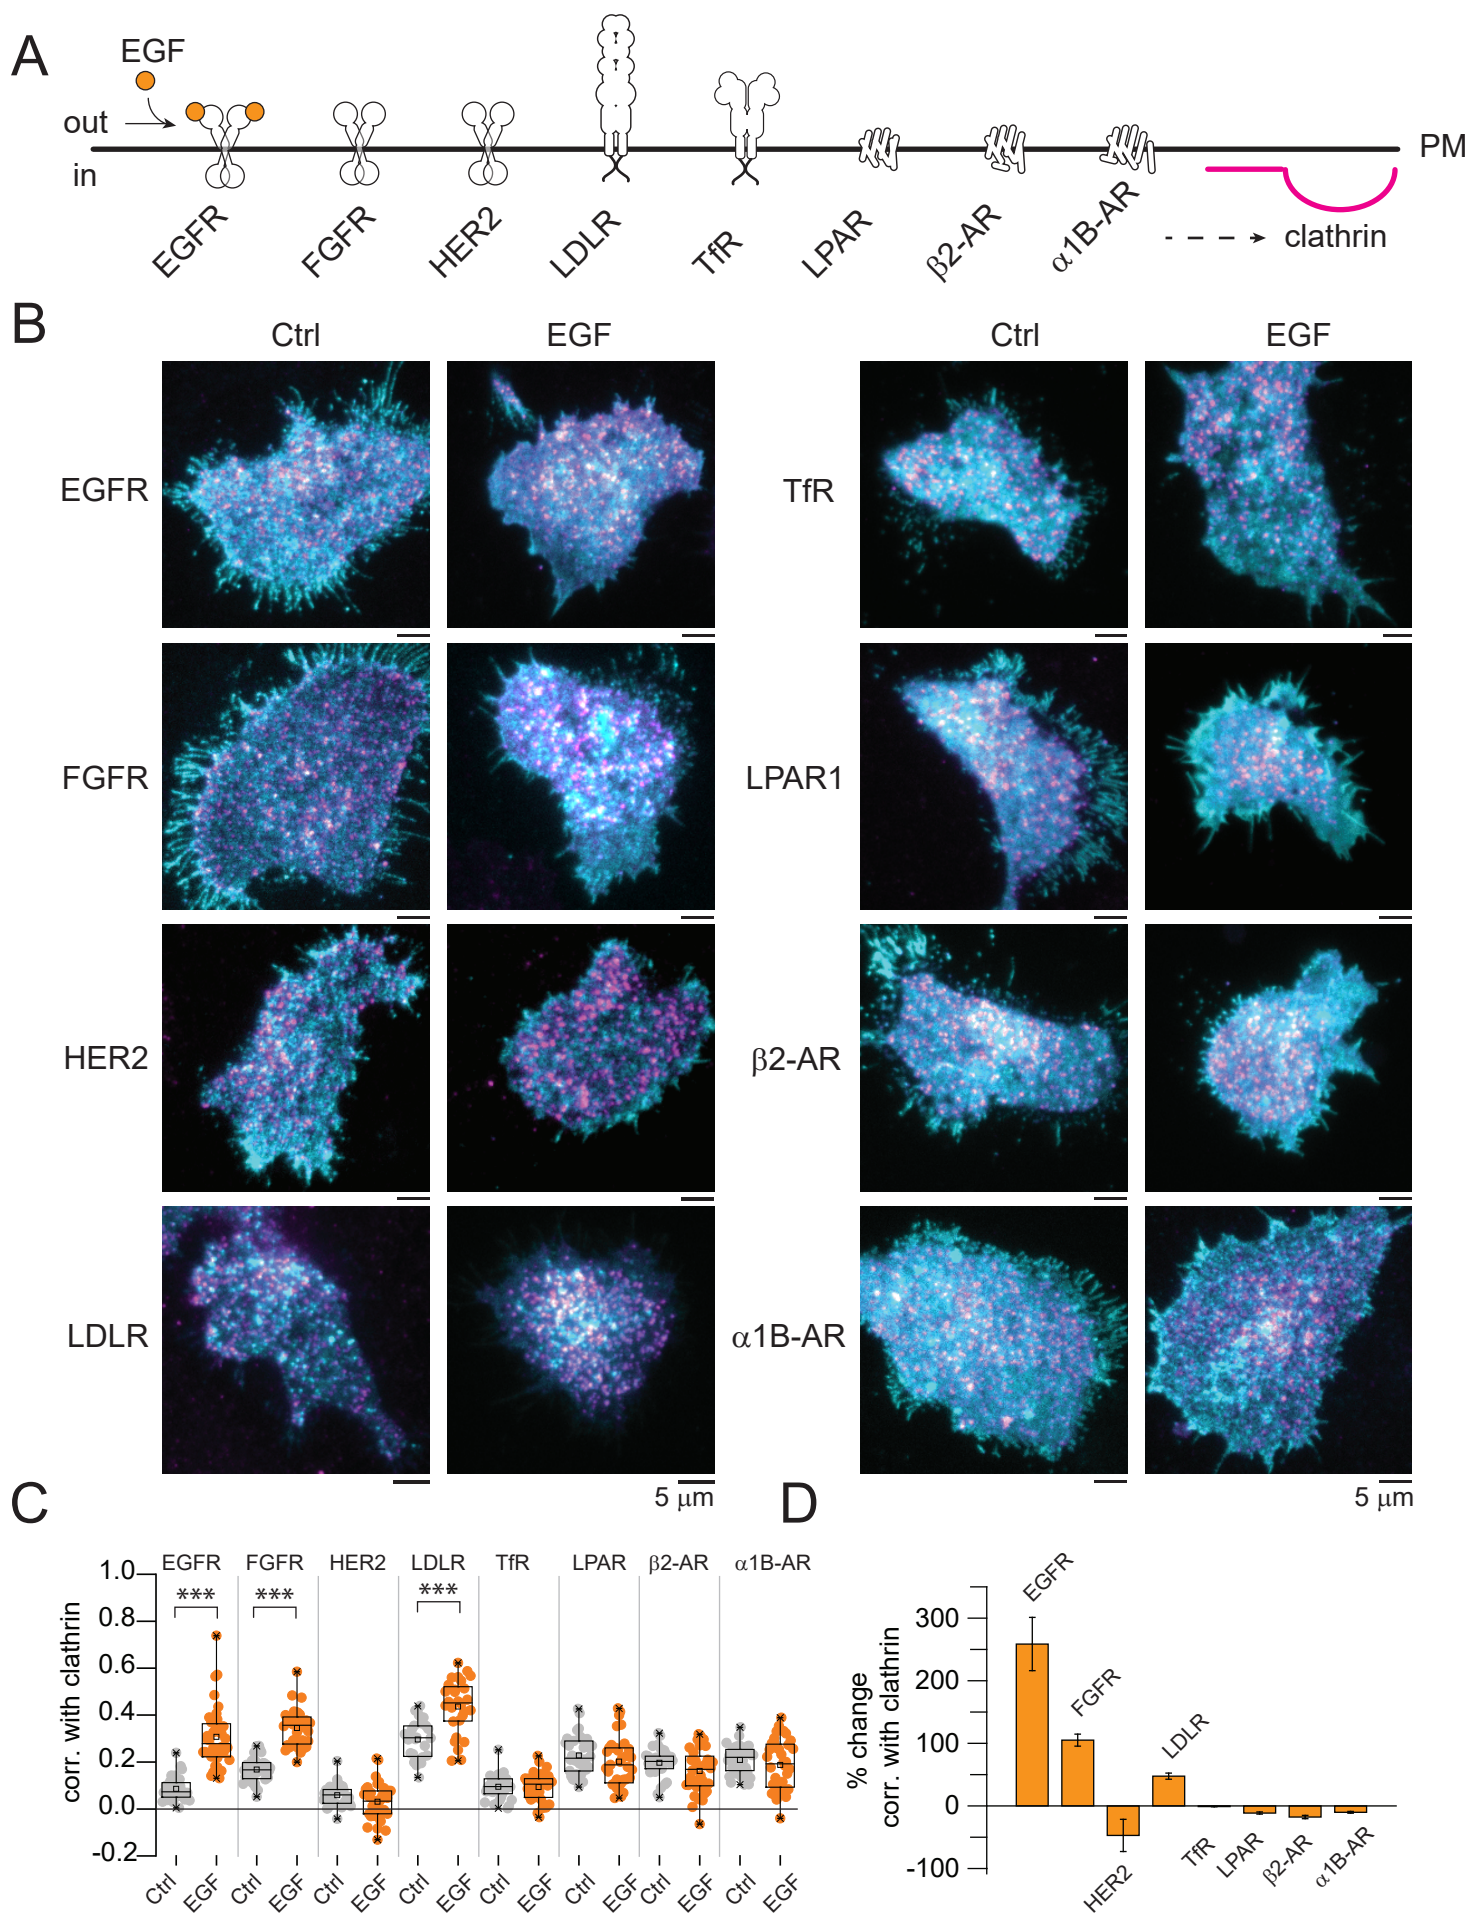 A
EGF
out
in
PM
EGFR
FGFR
HER2
LDLR
TfR
LPAR
β2-AR
α1B-AR
clathrin
B
Ctrl
EGF
Ctrl
EGF
EGFR
TfR
FGFR
LPAR1
HER2
β2-AR
LDLR
α1B-AR
5 μm
5 μm
C
EGFR
FGFR
HER2
LDLR
TfR
LPAR
β2-AR
α1B-AR
***
***
***
corr. with clathrin
1.0
0.8
0.6
0.4
0.2
0.0
-0.2
Ctrl
EGF
Ctrl
EGF
Ctrl
EGF
Ctrl
EGF
Ctrl
EGF
Ctrl
EGF
Ctrl
EGF
Ctrl
EGF
D
% change
corr. with clathrin
300
200
100
0
-100
EGFR
FGFR
HER2
LDLR
TfR
LPAR
β2-AR
α1B-AR